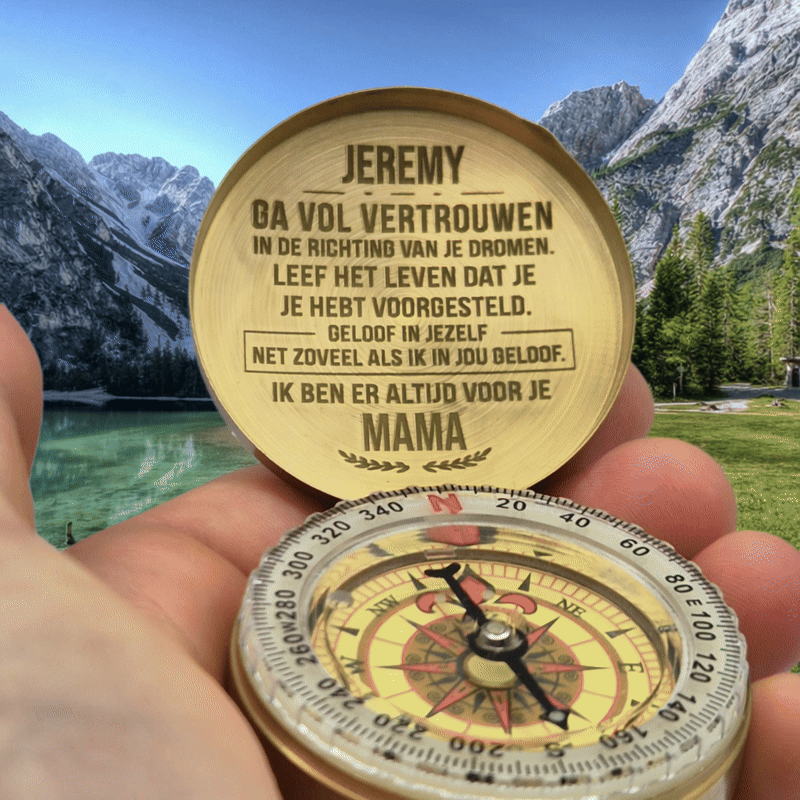 JEREMY
GA VOL VERTROUWEN
IN DE RICHTING VAN JE DROMEN.
LEEF HET LEVEN DAT JE
JE HEBT VOORGESTELD.
GELOOF IN JEZELF
NET ZOVEEL ALS IK IN JOU GELOOF.
IK BEN ER ALTIJD VOOR JE
MAMA
N 20 40 60 80 E 100 120 140 160 S 200 220 240 260 W 280 300 320 340
NW NE
W E
S